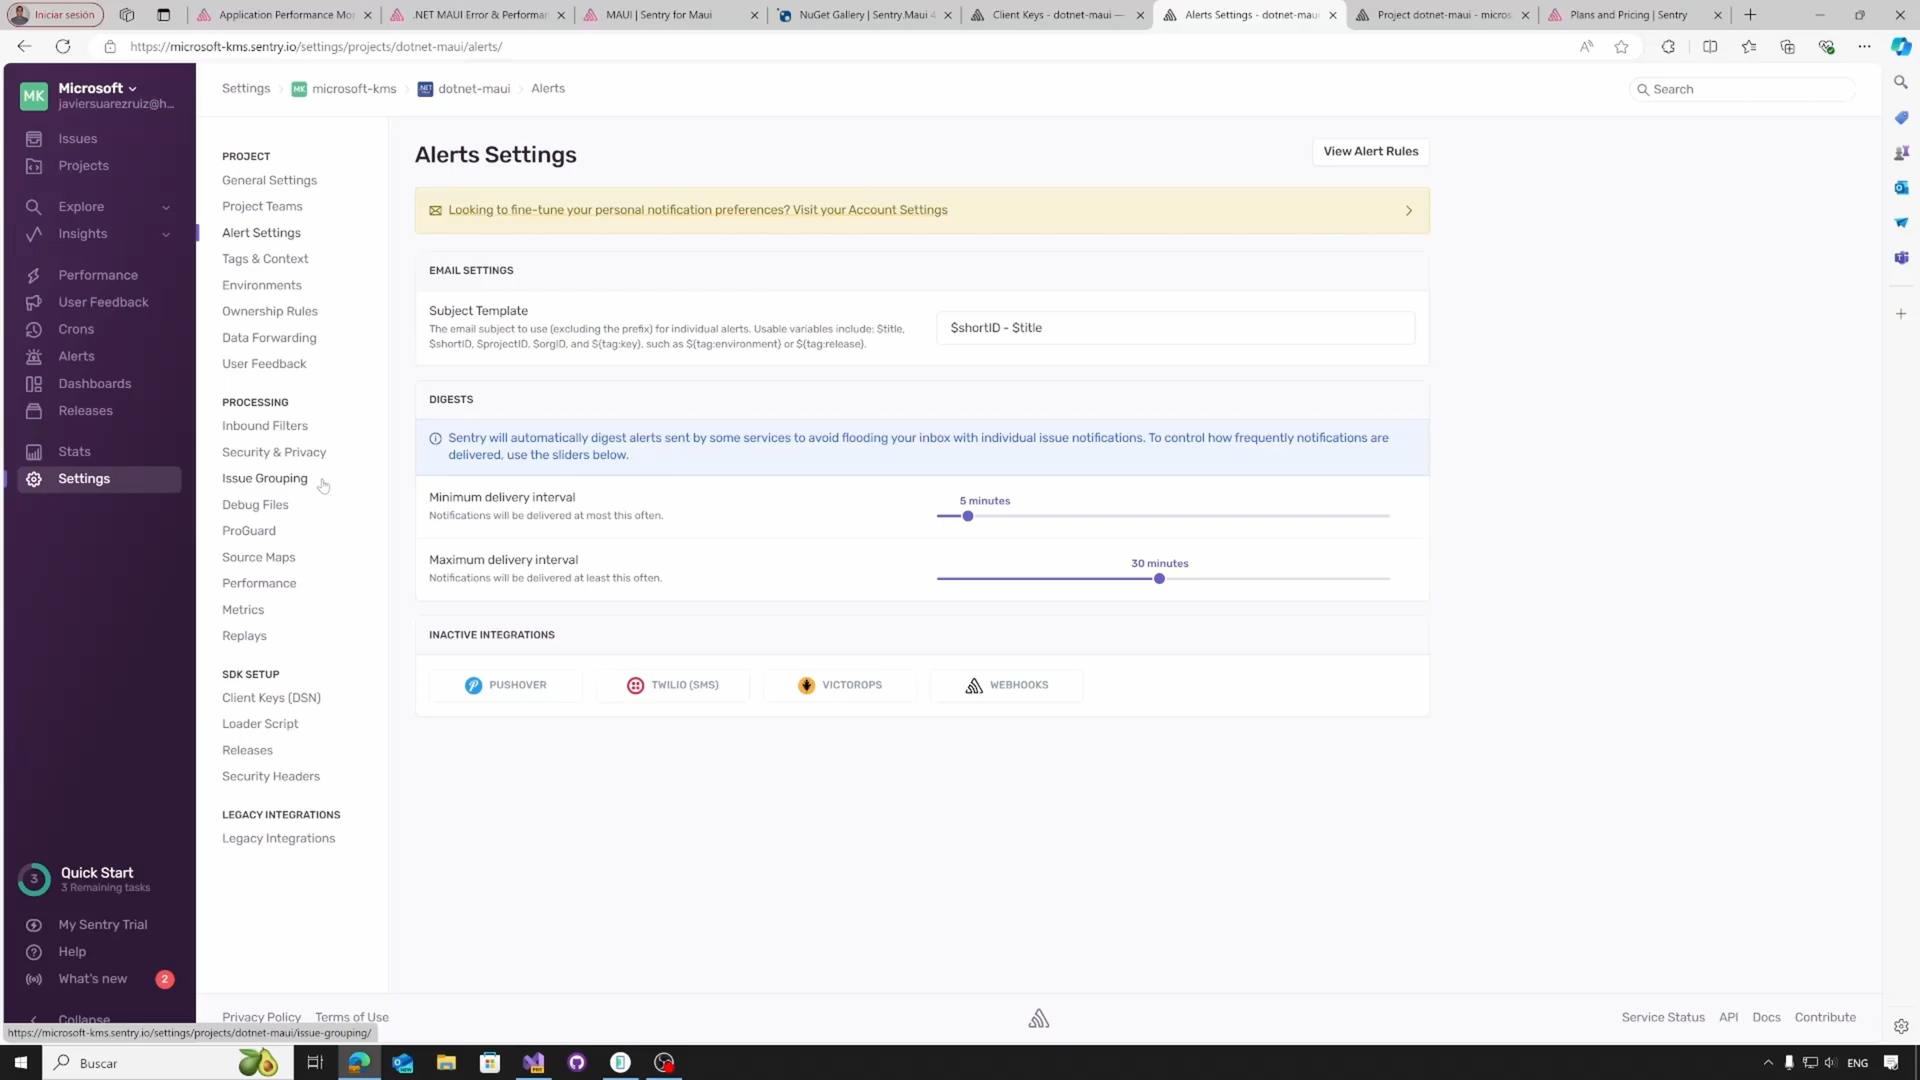 Iniciar sesión
Application Performance Mo
.NET MAUI Error & Performan
MAUI | Sentry for Maui
NuGet Gallery | Sentry.Maui 4
Client Keys - dotnet-maui —
Alerts Settings - dotnet-mau
Project dotnet-maui - micros
Plans and Pricing | Sentry
https://microsoft-kms.sentry.io/settings/projects/dotnet-maui/alerts/
MK
Microsoft
javiersuarezruiz@h...
Issues
Projects
Explore
Insights
Performance
User Feedback
Crons
Alerts
Dashboards
Releases
Stats
Settings
3
Quick Start
3 Remaining tasks
My Sentry Trial
Help
What's new
2
Collapse
Settings
MK
microsoft-kms
.NET
dotnet-maui
Alerts
Search
PROJECT
General Settings
Project Teams
Alert Settings
Tags & Context
Environments
Ownership Rules
Data Forwarding
User Feedback
PROCESSING
Inbound Filters
Security & Privacy
Issue Grouping
Debug Files
ProGuard
Source Maps
Performance
Metrics
Replays
SDK SETUP
Client Keys (DSN)
Loader Script
Releases
Security Headers
LEGACY INTEGRATIONS
Legacy Integrations
Alerts Settings
View Alert Rules
Looking to fine-tune your personal notification preferences? Visit your Account Settings
EMAIL SETTINGS
Subject Template
The email subject to use (excluding the prefix) for individual alerts. Usable variables include: $title,
$shortID, $projectID, $orgID, and ${tag:key}, such as ${tag:environment} or ${tag:release}.
$shortID - $title
DIGESTS
Sentry will automatically digest alerts sent by some services to avoid flooding your inbox with individual issue notifications. To control how frequently notifications are
delivered, use the sliders below.
Minimum delivery interval
Notifications will be delivered at most this often.
5 minutes
Maximum delivery interval
Notifications will be delivered at least this often.
30 minutes
INACTIVE INTEGRATIONS
PUSHOVER
TWILIO (SMS)
VICTOROPS
WEBHOOKS
Privacy Policy
Terms of Use
Service Status
API
Docs
Contribute
https://microsoft-kms.sentry.io/settings/projects/dotnet-maui/issue-grouping/
Buscar
ENG